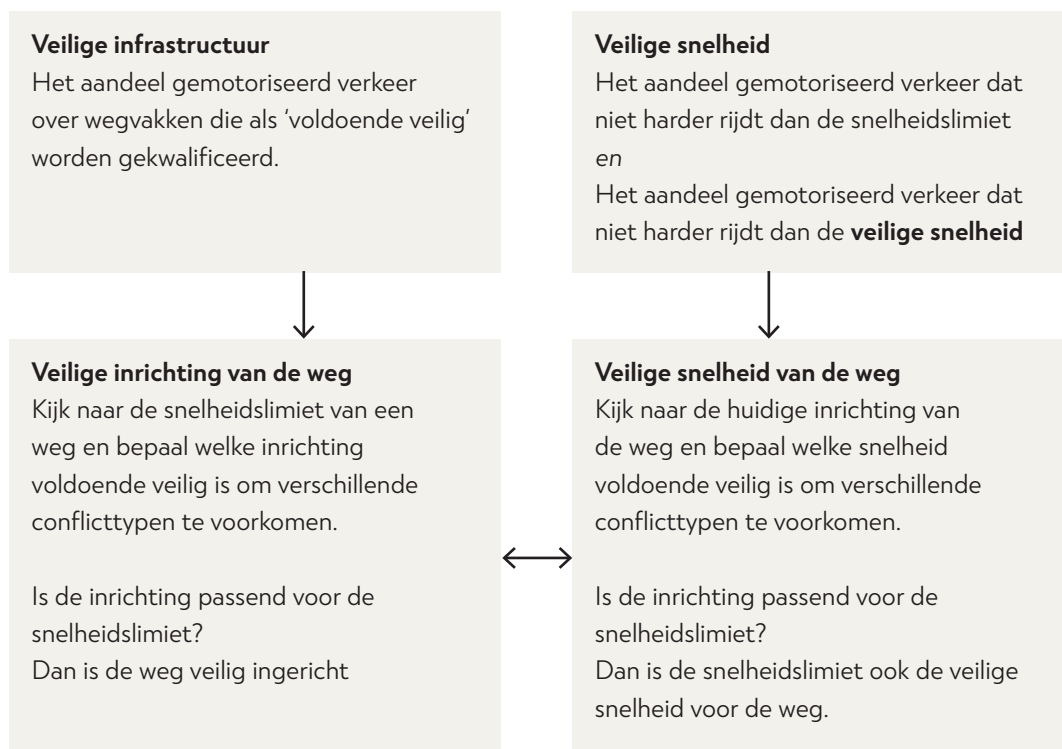 Veilige infrastructuur
Het aandeel gemotoriseerd verkeer
over wegvakken die als ‘voldoende veilig’
worden gekwalificeerd.
Veilige snelheid
Het aandeel gemotoriseerd verkeer dat
niet harder rijdt dan de snelheidslimiet
en
Het aandeel gemotoriseerd verkeer dat
niet harder rijdt dan de veilige snelheid
Veilige inrichting van de weg
Kijk naar de snelheidslimiet van een
weg en bepaal welke inrichting
voldoende veilig is om verschillende
conflicttypen te voorkomen.
Is de inrichting passend voor de
snelheidslimiet?
Dan is de weg veilig ingericht
Veilige snelheid van de weg
Kijk naar de huidige inrichting van
de weg en bepaal welke snelheid
voldoende veilig is om verschillende
conflicttypen te voorkomen.
Is de inrichting passend voor de
snelheidslimiet?
Dan is de snelheidslimiet ook de veilige
snelheid voor de weg.